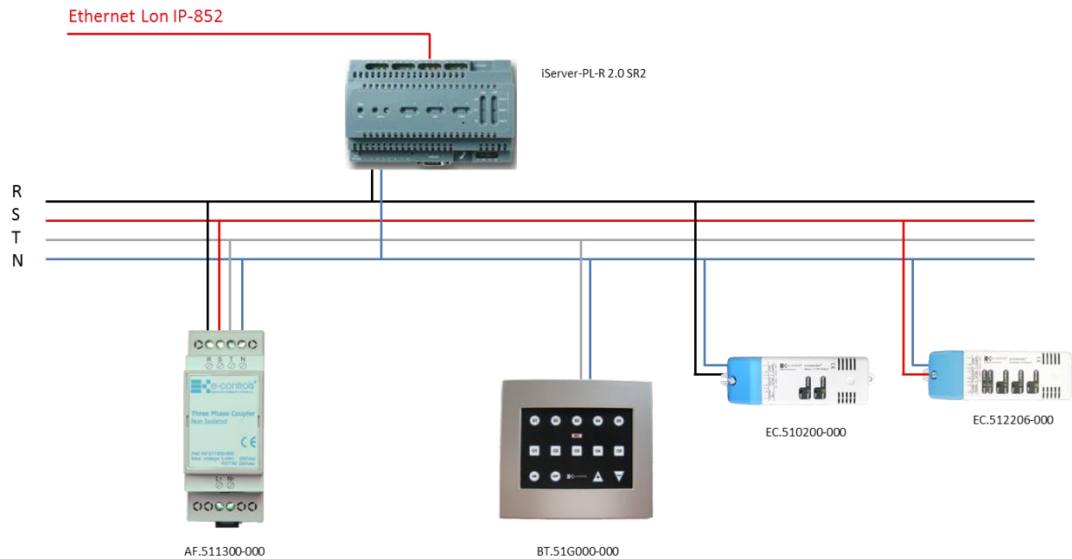 Ethernet Lon IP-852
iServer-PL-R 2.0 SR2
R
S
T
N
R S T N
e-controls
Three Phase Coupler
Non Isolated
EC.510200-000
EC.512206-000
AF.511300-000
BT.51G000-000